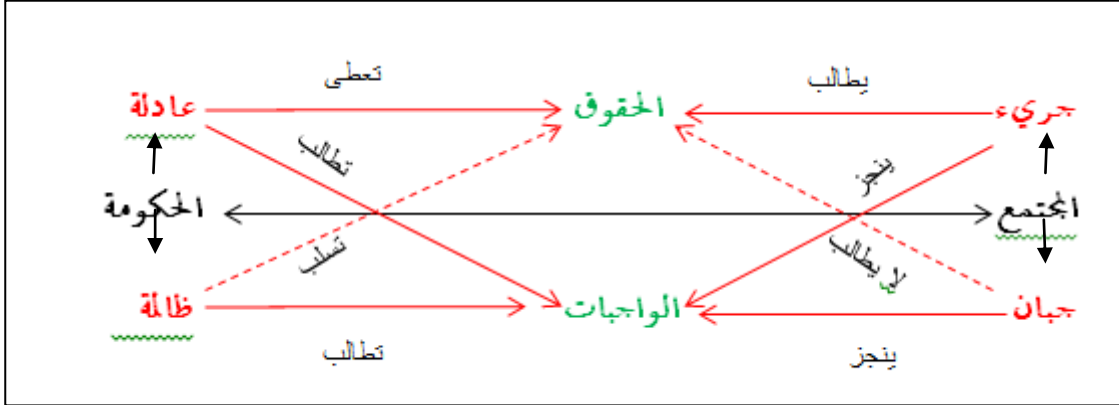 يطالب تعطى
جريء الحقوق عادلة
ينجز تطالب
المجتمع الحكومة
لا يطالب تسلب
جبان الواجبات ظالمة
ينجز تطالب